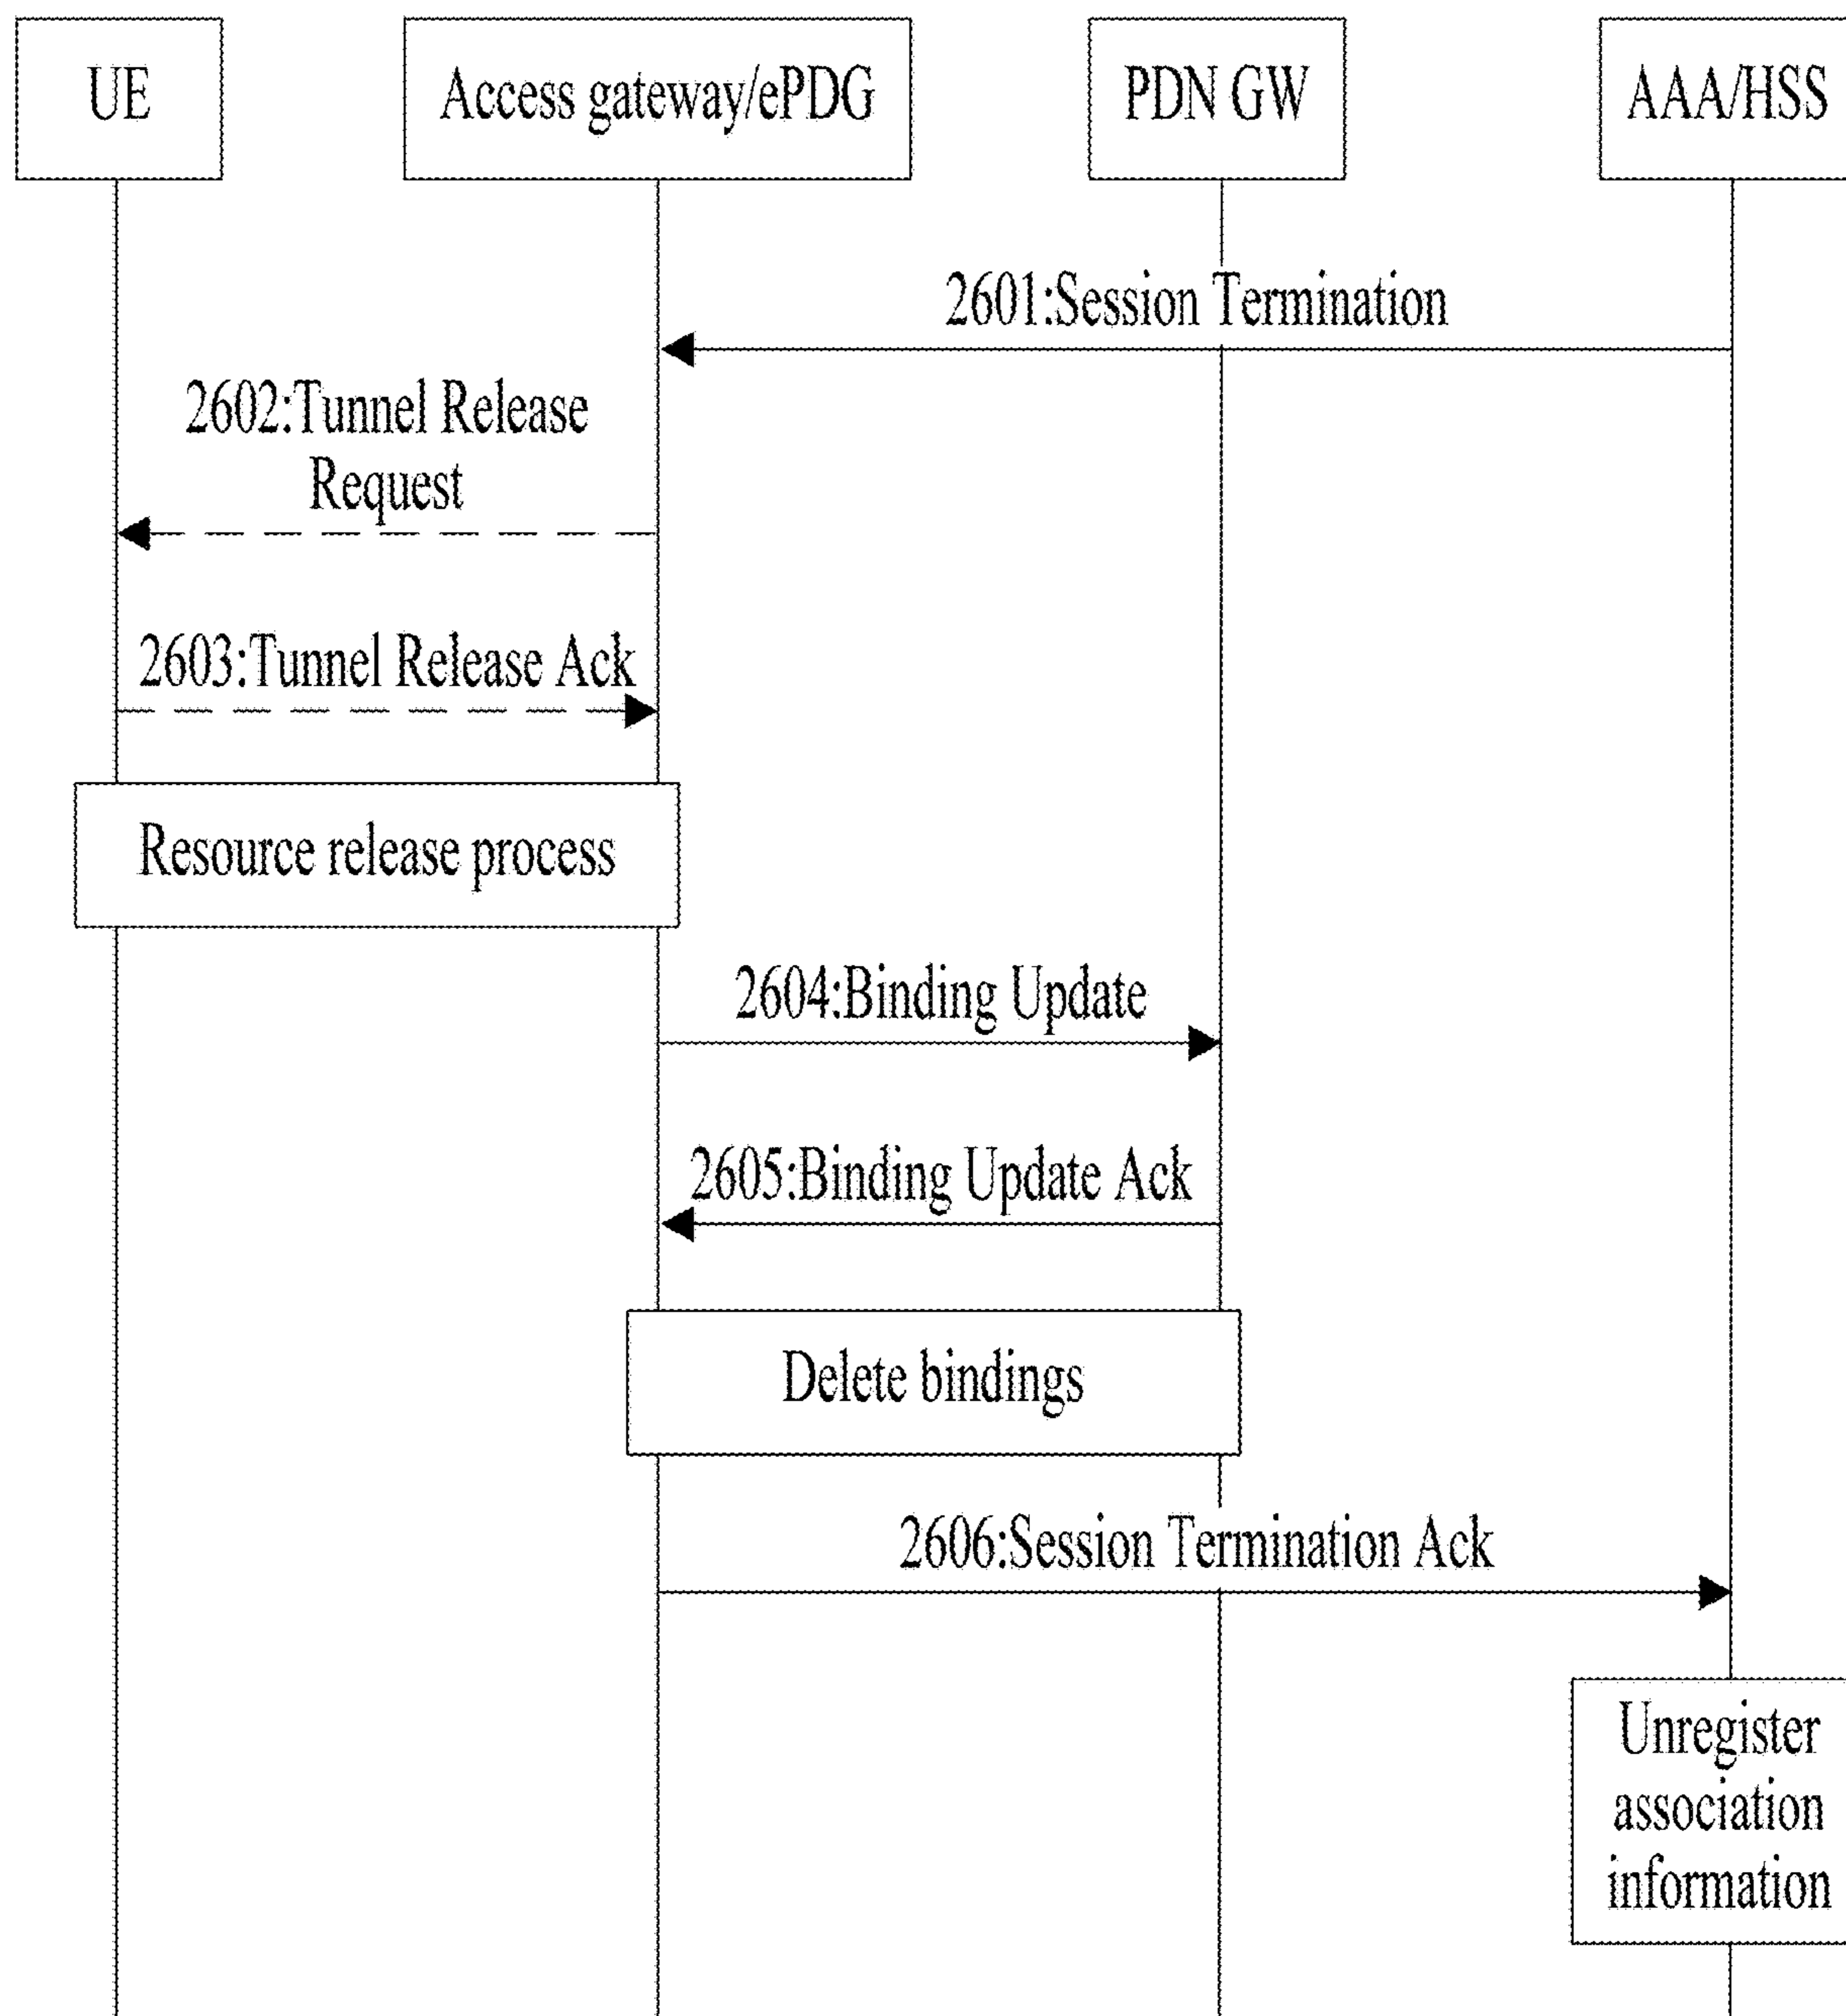 UE
Access gateway/ePDG
PDN GW
AAA/HSS
2601:Session Termination
2602:Tunnel Release
Request
2603:Tunnel Release Ack
Resource release process
2604:Binding Update
2605:Binding Update Ack
Delete bindings
2606:Session Termination Ack
Unregister
association
information